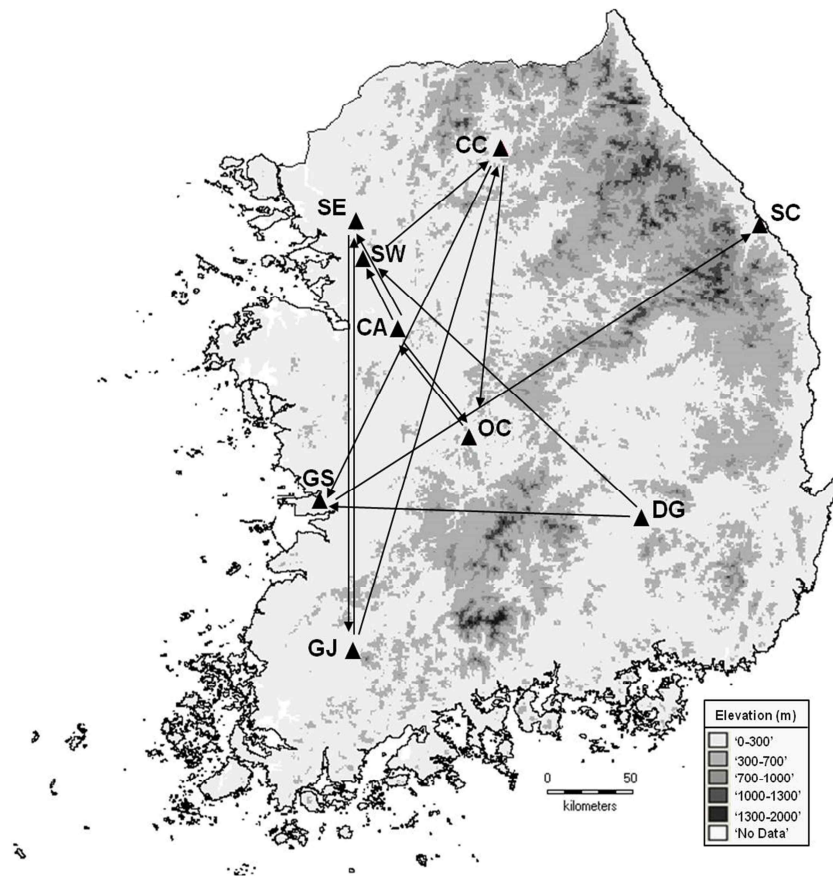 CC
SE
SC
SW
CA
OC
GS
DG
GJ
Elevation (m)
‘0-300’
‘300-700’
‘700-1000’
‘1000-1300’
‘1300-2000’
‘No Data’
0 50
kilometers